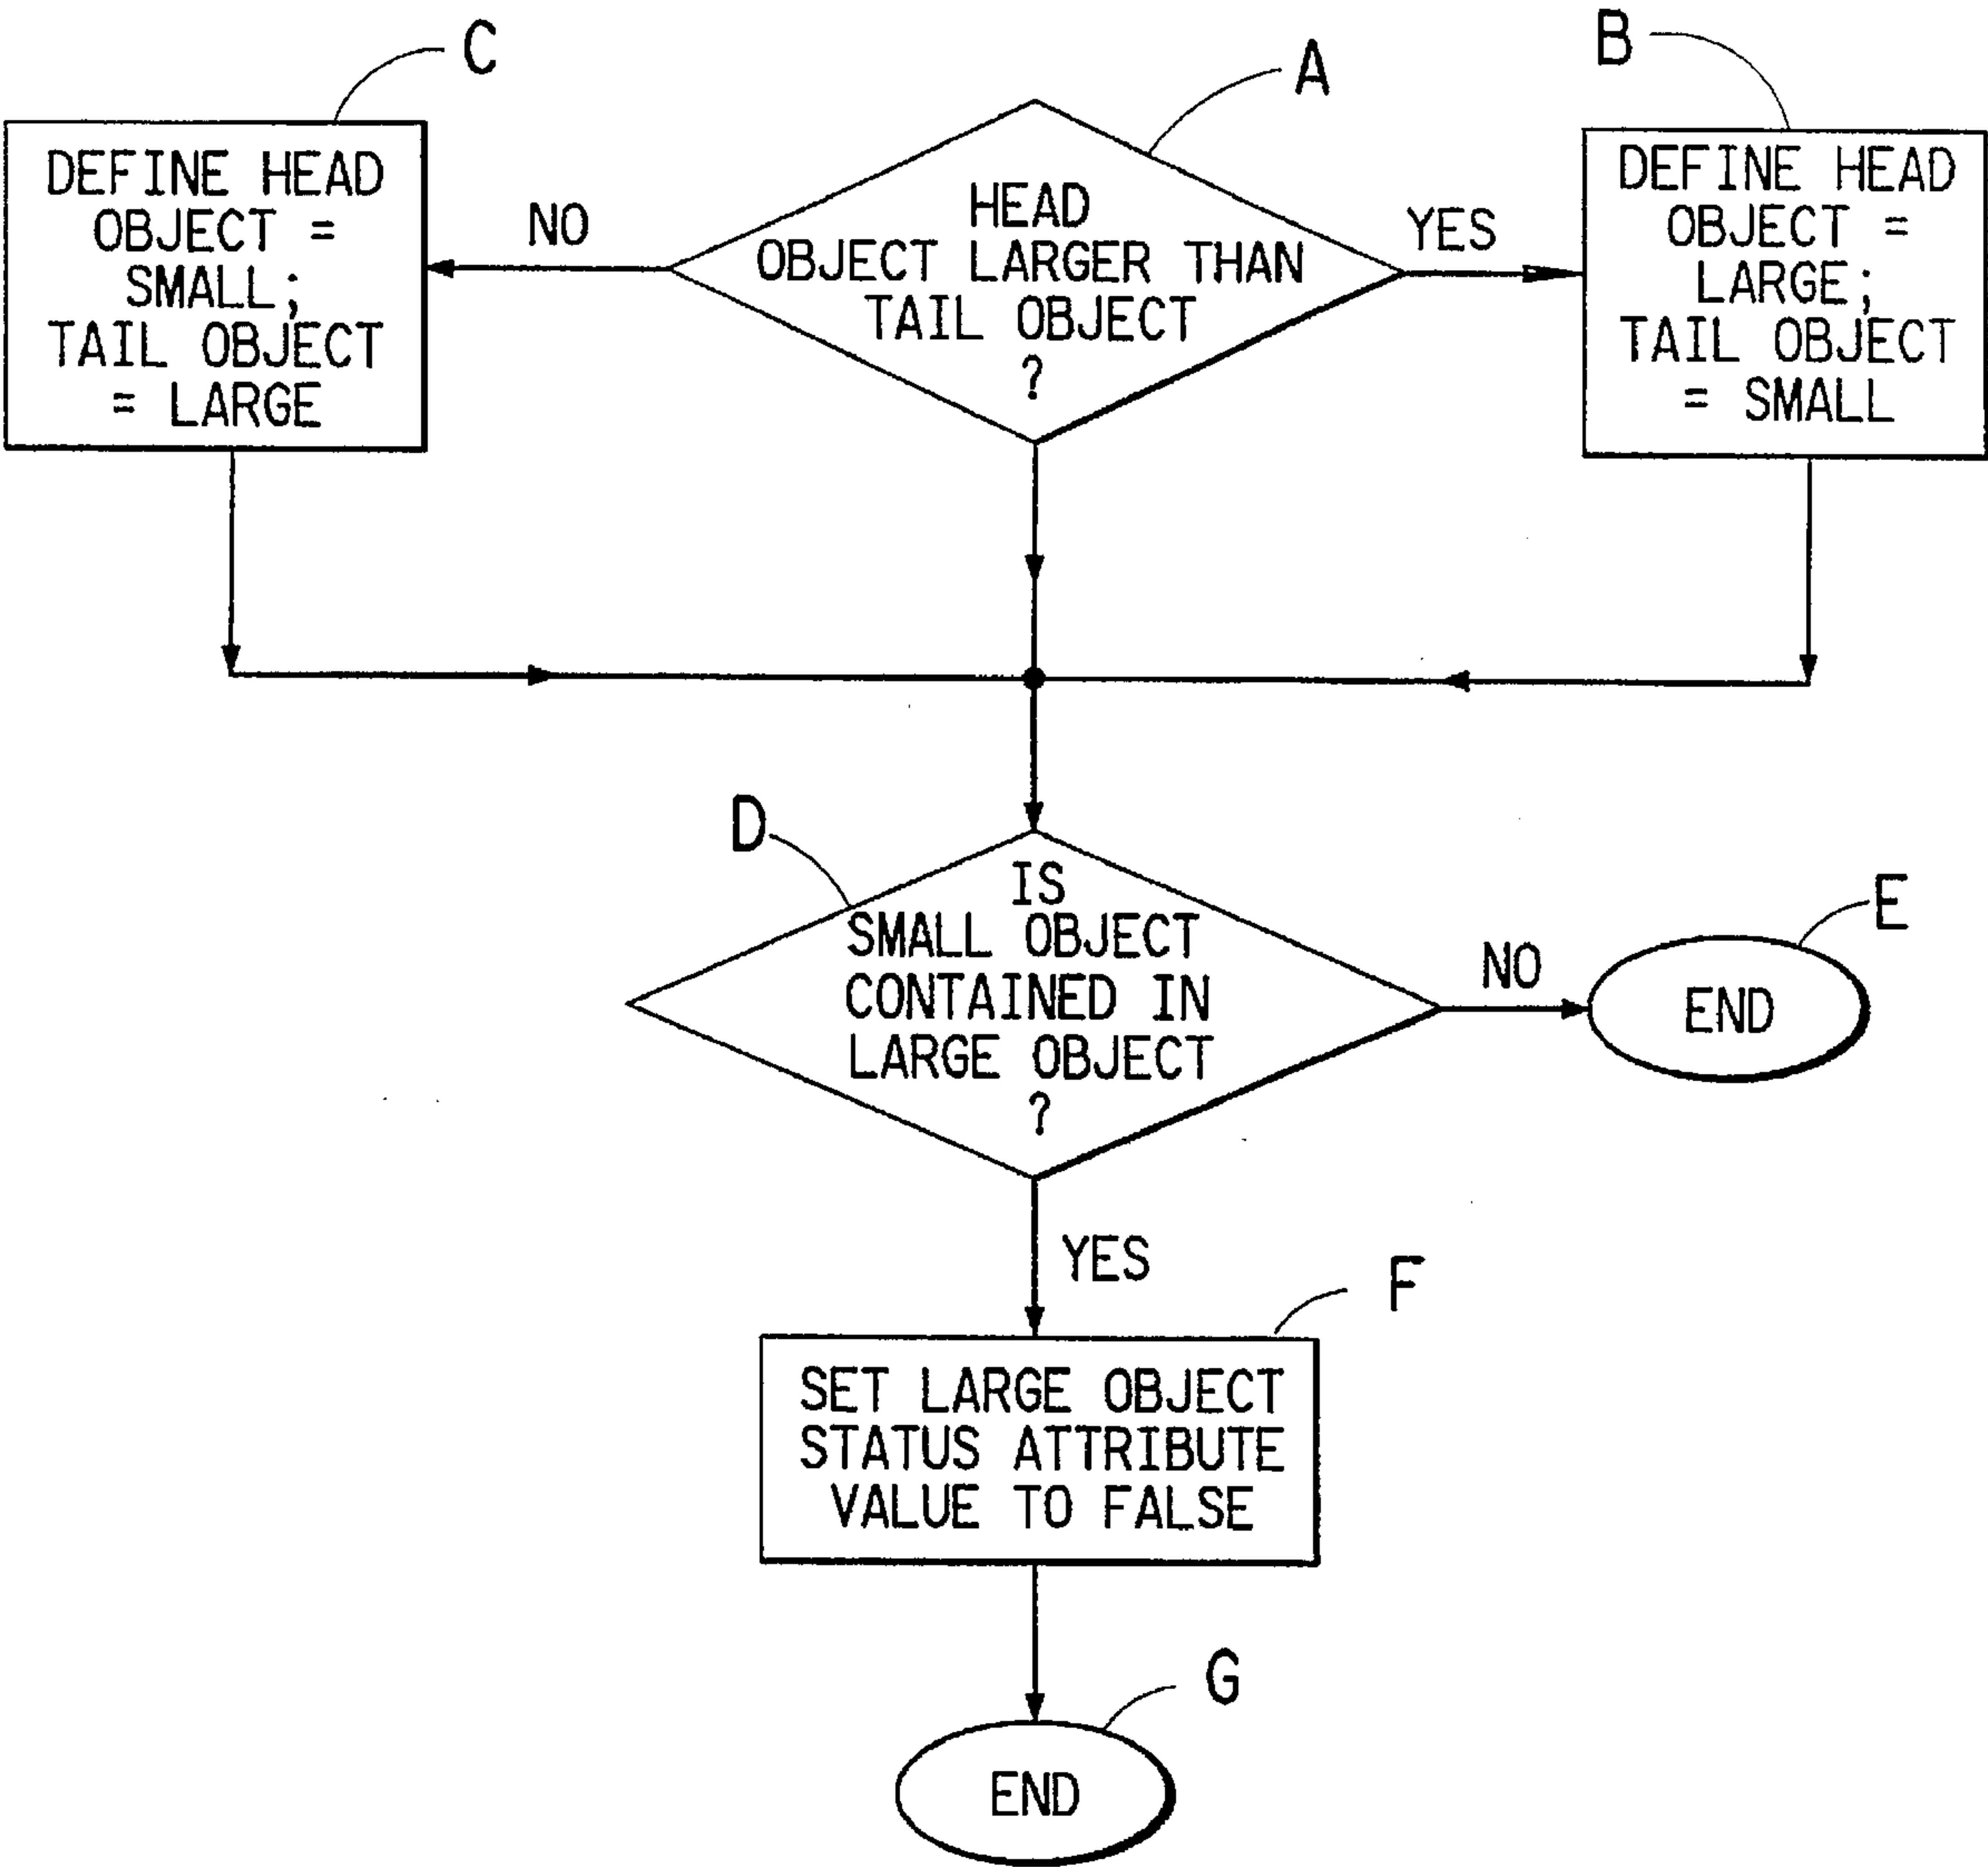 C
A
B
DEFINE HEAD
OBJECT =
SMALL;
TAIL OBJECT
= LARGE
NO
HEAD
OBJECT LARGER THAN
TAIL OBJECT
?
YES
DEFINE HEAD
OBJECT =
LARGE;
TAIL OBJECT
= SMALL
D
IS
SMALL OBJECT
CONTAINED IN
LARGE OBJECT
?
NO
E
END
YES
F
SET LARGE OBJECT
STATUS ATTRIBUTE
VALUE TO FALSE
G
END